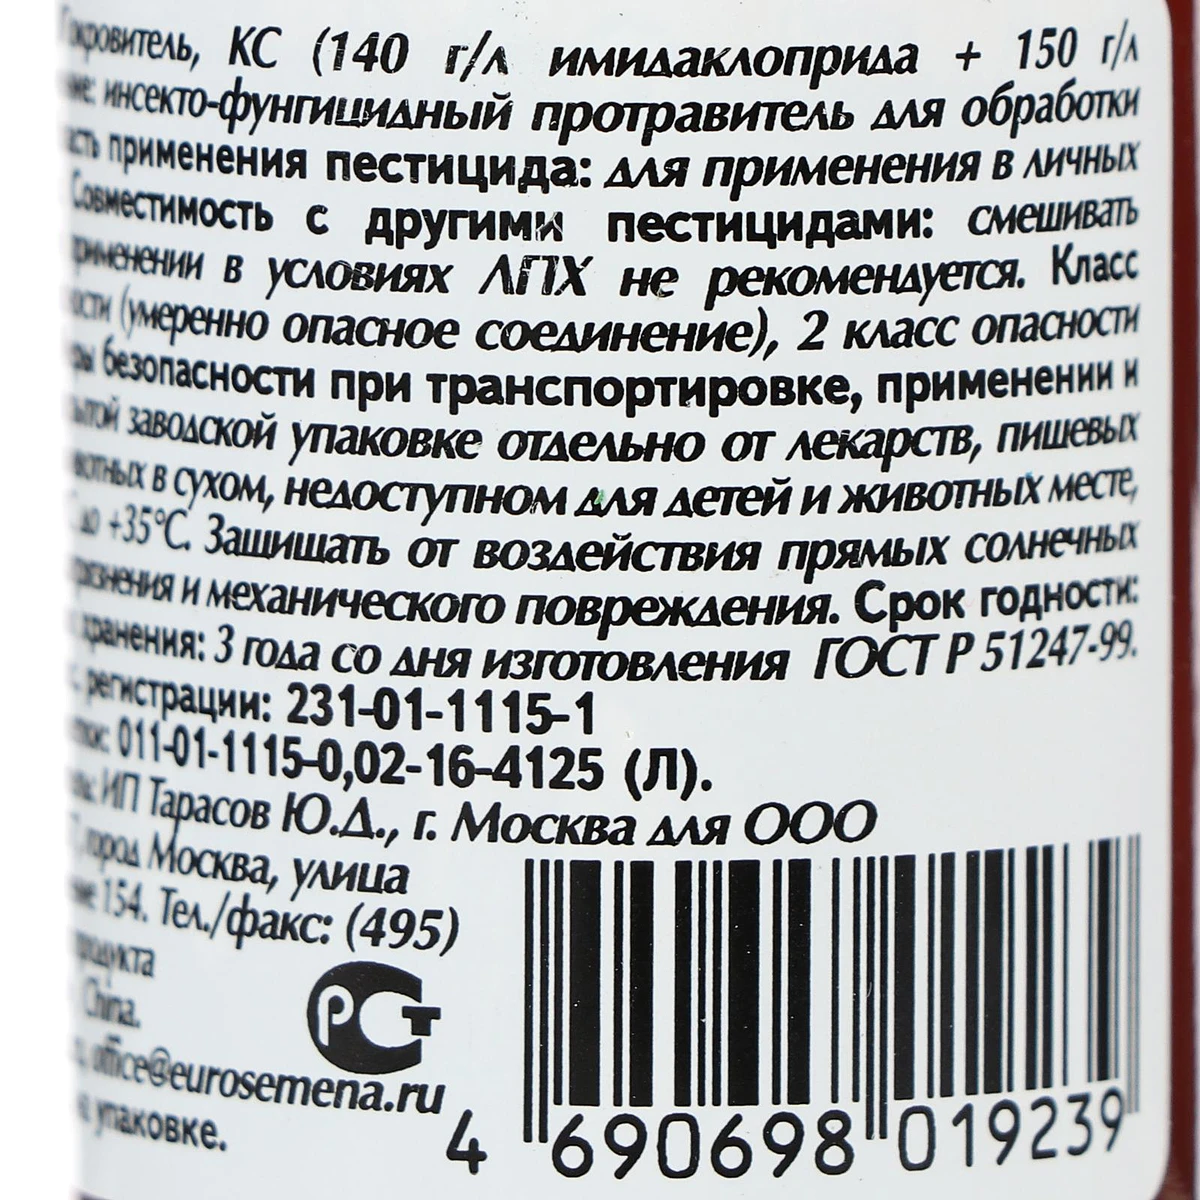 КС (140 г/л имидаклоприда + 150 г/л
инсекто-фунгицидный протравитель для обработки
применения пестицида: для применения в личных
Совместимость с другими пестицидами: смешивать
применении в условиях ЛПХ не рекомендуется. Класс
(умеренно опасное соединение), 2 класс опасности
безопасности при транспортировке, применении и
заводской упаковке отдельно от лекарств, пищевых
в сухом, недоступном для детей и животных месте,
до +35°С. Защищать от воздействия прямых солнечных
и механического повреждения. Срок годности:
хранения: 3 года со дня изготовления ГОСТ Р 51247-99.
регистрации: 231-01-1115-1
011-01-1115-0,02-16-4125 (Л).
ИП Тарасов Ю.Д., г. Москва для ООО
город Москва, улица
154. Тел./факс: (495)
продукта
China.
РСТ
office@eurosemena.ru
упаковке.
4 690698 019239